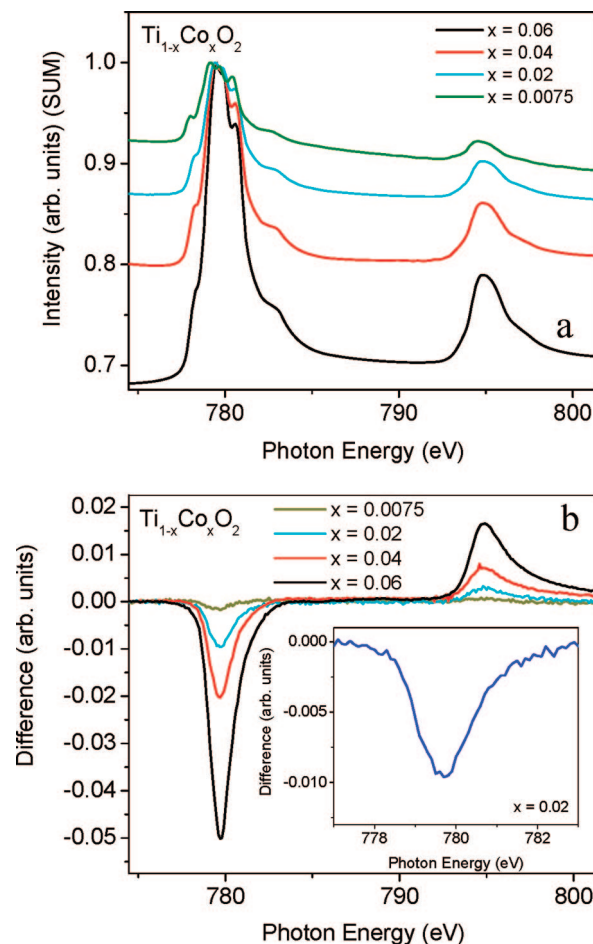 Ti1-xCoxO2
x = 0.06
x = 0.04
x = 0.02
x = 0.0075
1.0
0.9
0.8
0.7
Intensity (arb. units) (SUM)
a
780
790
800
Photon Energy (eV)
0.02
0.01
0.00
-0.01
-0.02
-0.03
-0.04
-0.05
Difference (arb. units)
Ti1-xCoxO2
b
x = 0.0075
x = 0.02
x = 0.04
x = 0.06
0.000
-0.005
-0.010
Difference (arb. units)
x = 0.02
778
780
782
Photon Energy (eV)
780
790
800
Photon Energy (eV)